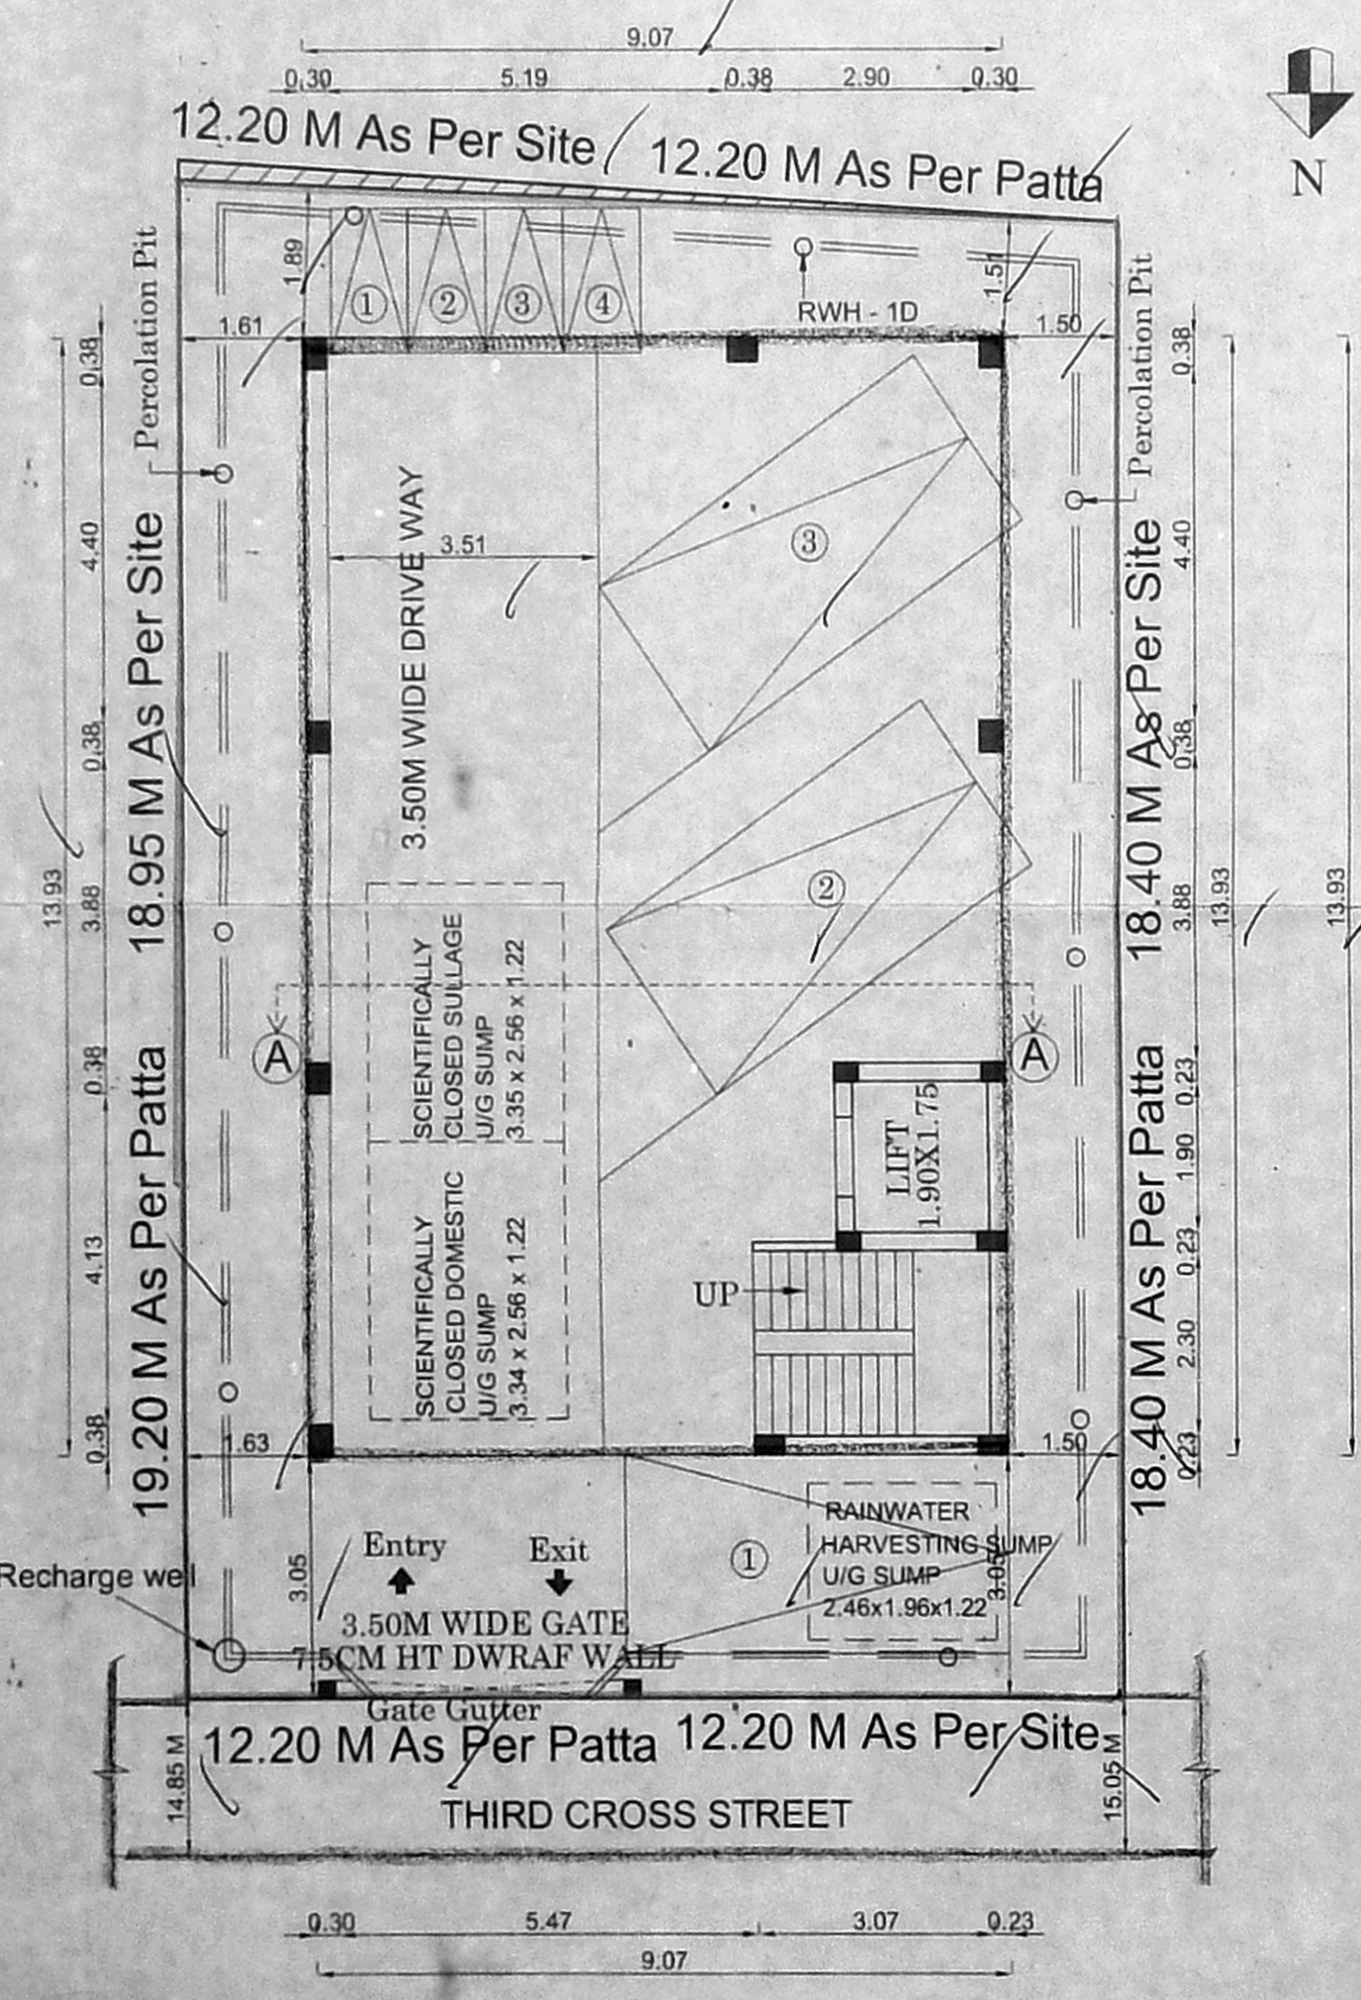 9.07
0.30 5.19 0.38 2.90 0.30
12.20 M As Per Site 12.20 M As Per Patta
N
1.89
1.51
Percolation Pit
Percolation Pit
1 2 3 4
RWH - 1D
1.61
1.50
0.38
0.38
4.40
4.40
3.50M WIDE DRIVE WAY
3.51
3
18.95 M As Per Site
18.40 M As Per Site
0.38
0.38
13.93
3.88
2
3.88
13.93
13.93
SCIENTIFICALLY
CLOSED SULLAGE
U/G SUMP
3.35 x 2.56 x 1.22
A
A
0.38
0.23
LIFT
1.90X1.75
1.90
19.20 M As Per Patta
18.40 M As Per Patta
4.13
0.23
SCIENTIFICALLY
CLOSED DOMESTIC
U/G SUMP
3.34 x 2.56 x 1.22
UP
2.30
0.38
1.63
1.50
0.23
Recharge well
3.05
Entry
Exit
1
RAINWATER
HARVESTING SUMP
U/G SUMP
2.46x1.96x1.22
3.05
3.50M WIDE GATE
7.5CM HT DWRAF WALL
Gate Gutter
12.20 M As Per Patta 12.20 M As Per Site
14.85 M
15.05 M
THIRD CROSS STREET
0.30 5.47 3.07 0.23
9.07